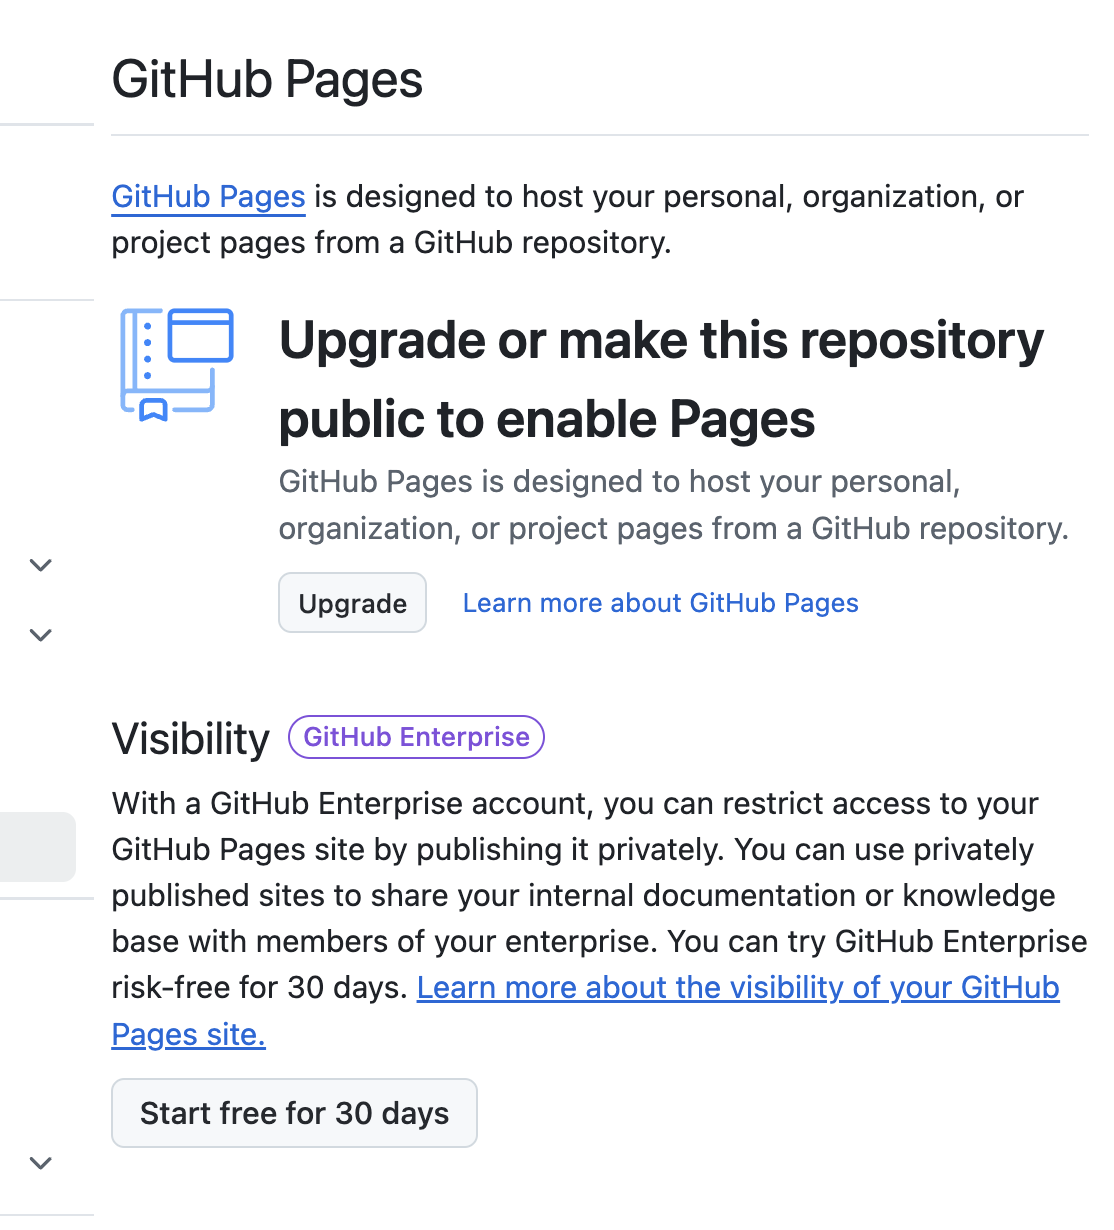 GitHub Pages
GitHub Pages is designed to host your personal, organization, or
project pages from a GitHub repository.
Upgrade or make this repository
public to enable Pages
GitHub Pages is designed to host your personal,
organization, or project pages from a GitHub repository.
Upgrade
Learn more about GitHub Pages
Visibility
GitHub Enterprise
With a GitHub Enterprise account, you can restrict access to your
GitHub Pages site by publishing it privately. You can use privately
published sites to share your internal documentation or knowledge
base with members of your enterprise. You can try GitHub Enterprise
risk-free for 30 days. Learn more about the visibility of your GitHub
Pages site.
Start free for 30 days